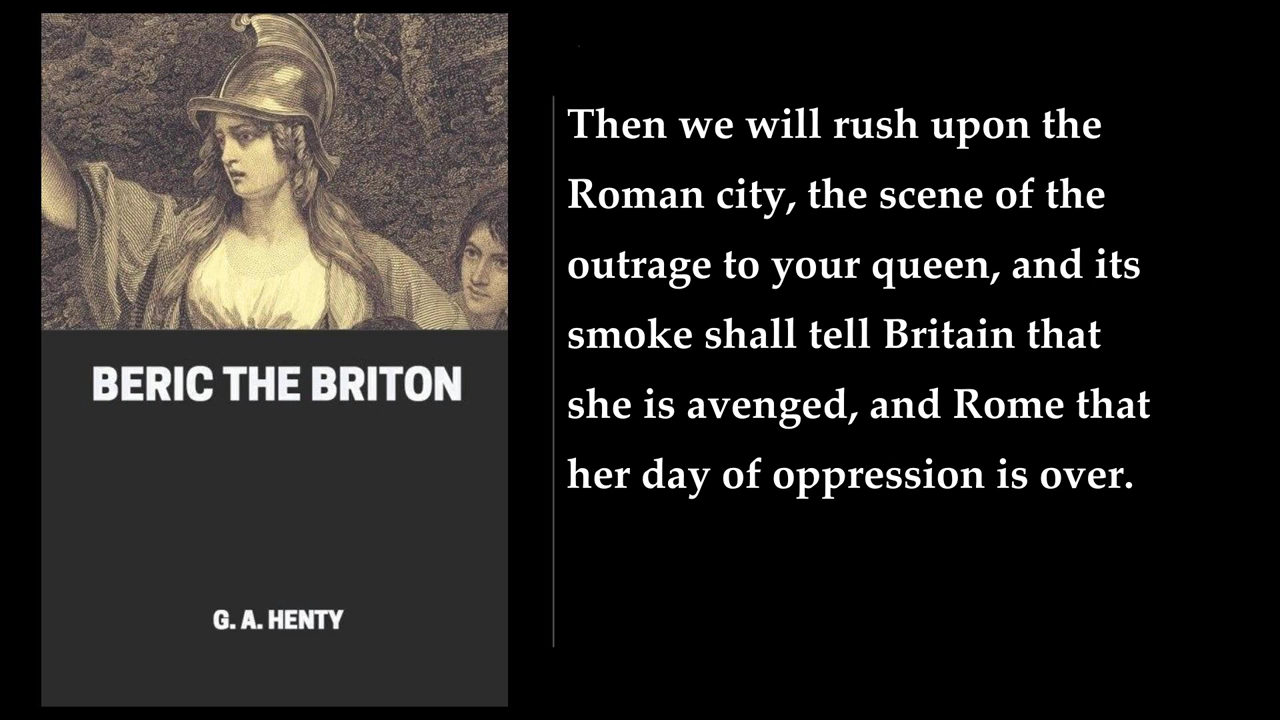 BERIC THE BRITON
G. A. HENTY
Then we will rush upon the
Roman city, the scene of the
outrage to your queen, and its
smoke shall tell Britain that
she is avenged, and Rome that
her day of oppression is over.